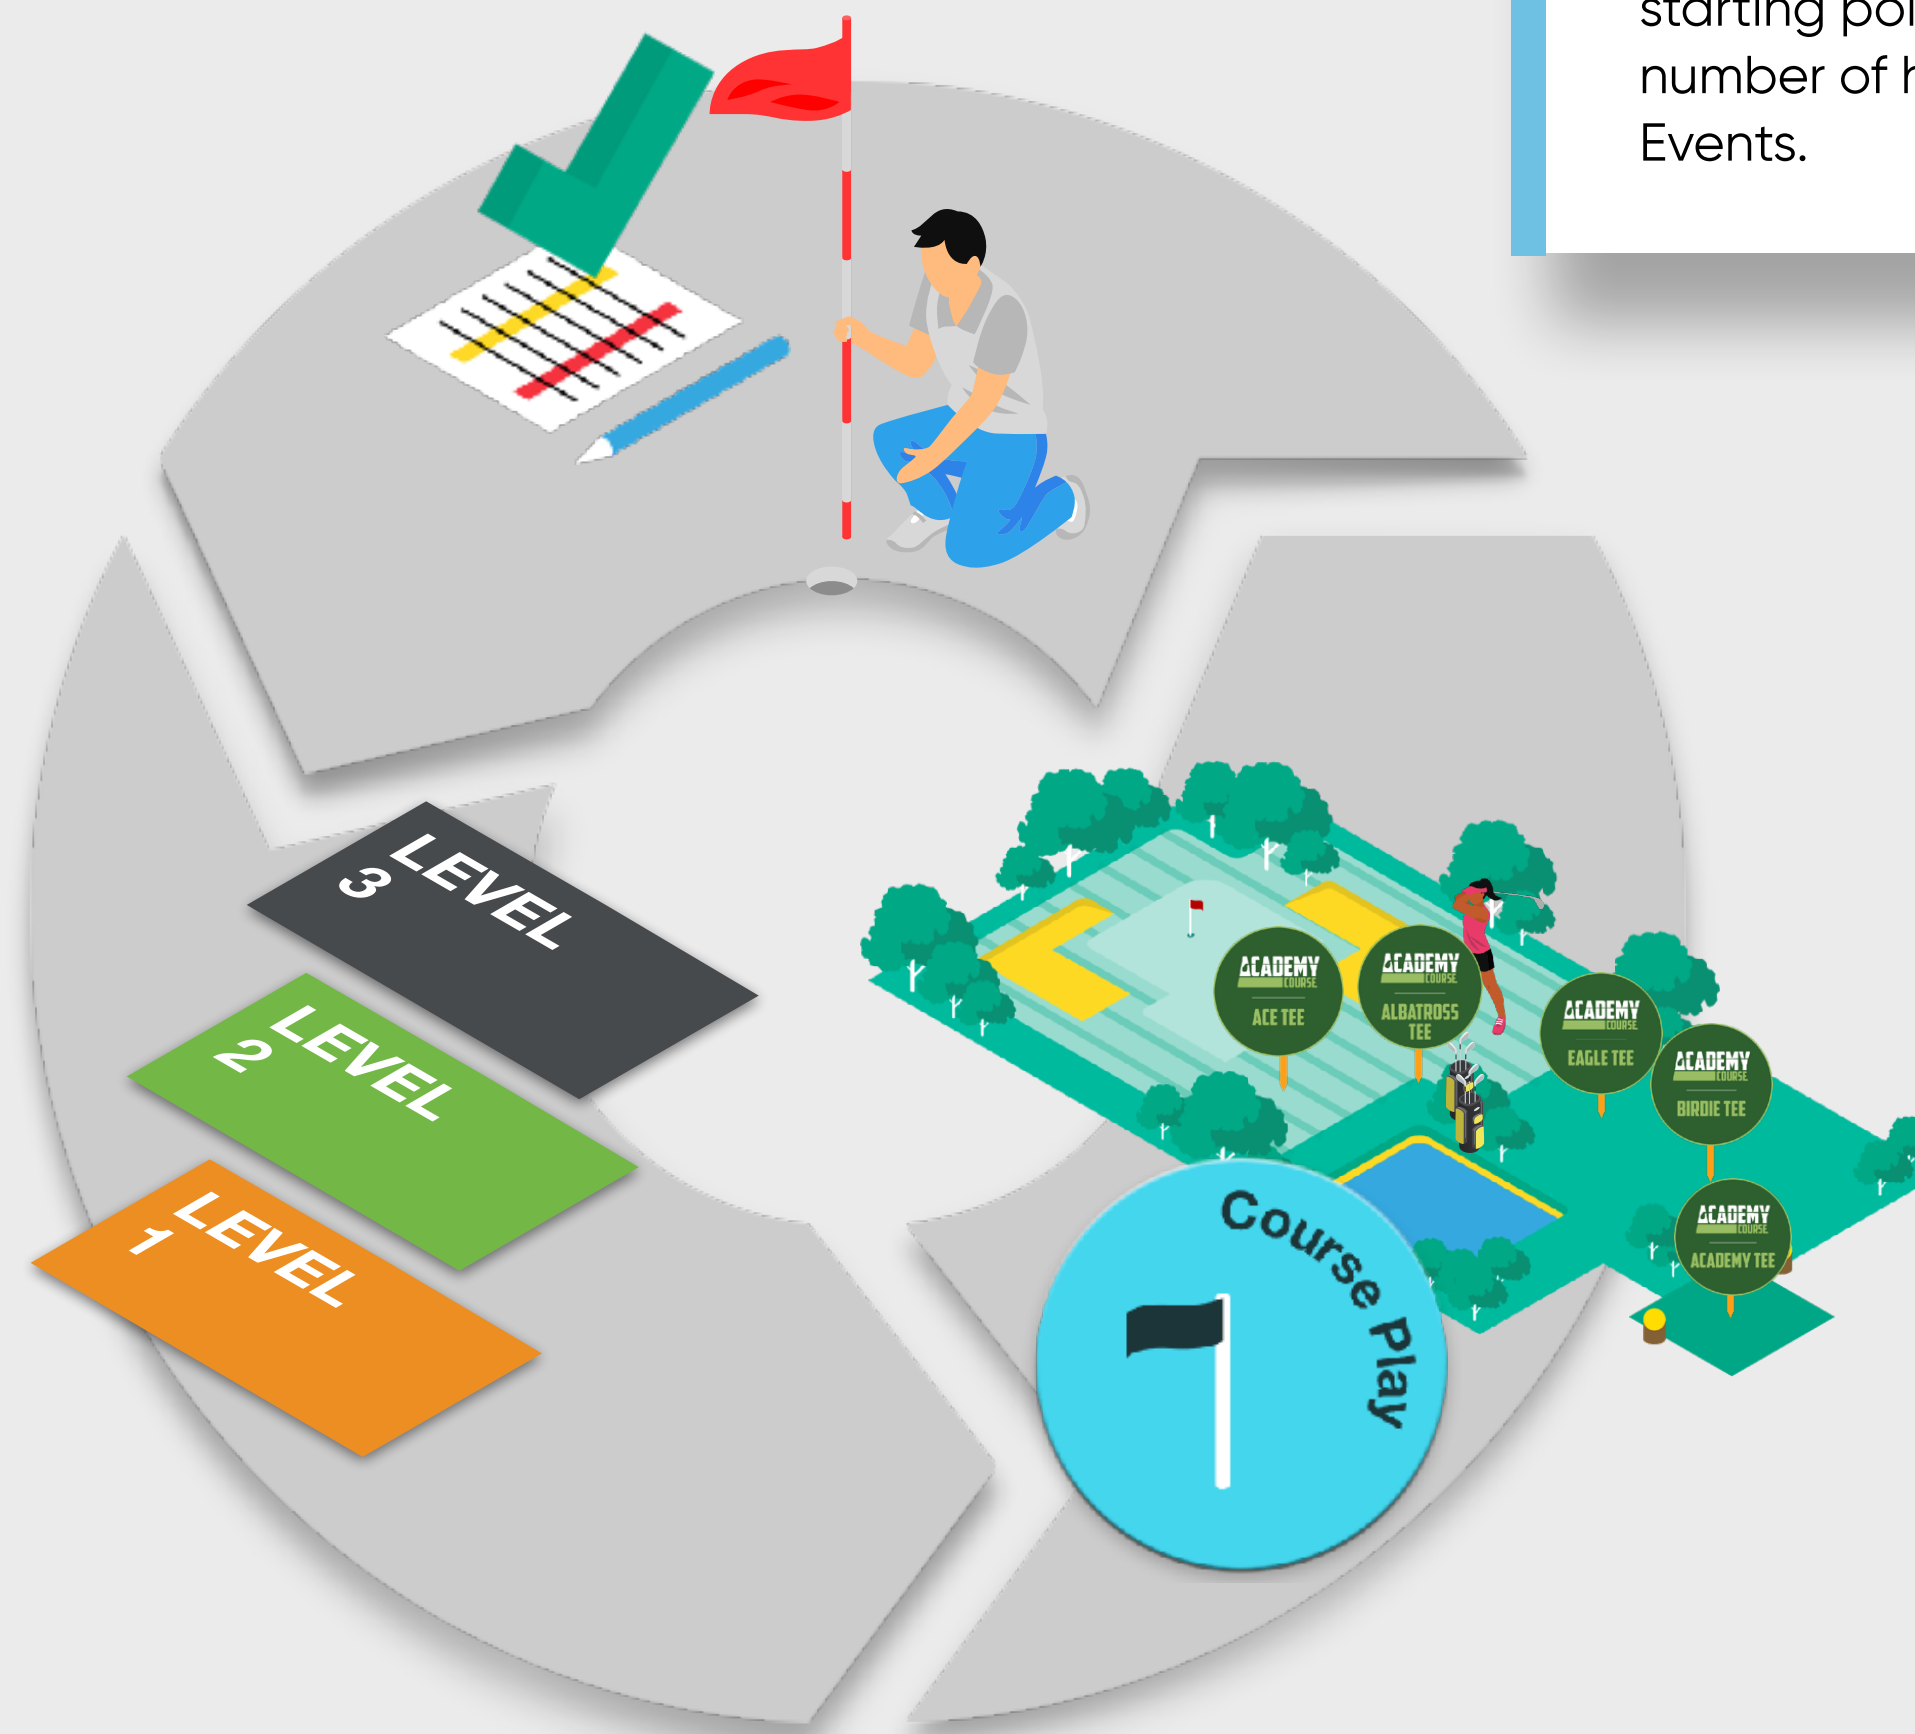 starting
number of
Events.
LEVEL
3
LEVEL
2
LEVEL
1
ACADEMY
COURSE
ACE TEE
ACADEMY
COURSE
ALBATROSS
TEE
ACADEMY
COURSE
EAGLE TEE
ACADEMY
COURSE
BIRDIE TEE
ACADEMY
COURSE
ACADEMY TEE
Course Play